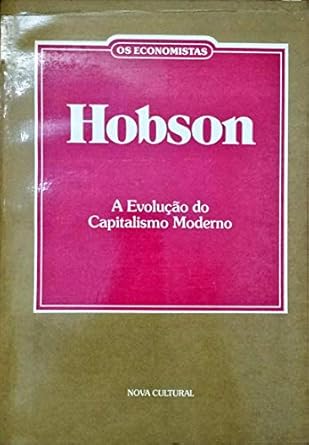 OS ECONOMISTAS
Hobson
A Evolução do
Capitalismo Moderno
NOVA CULTURAL